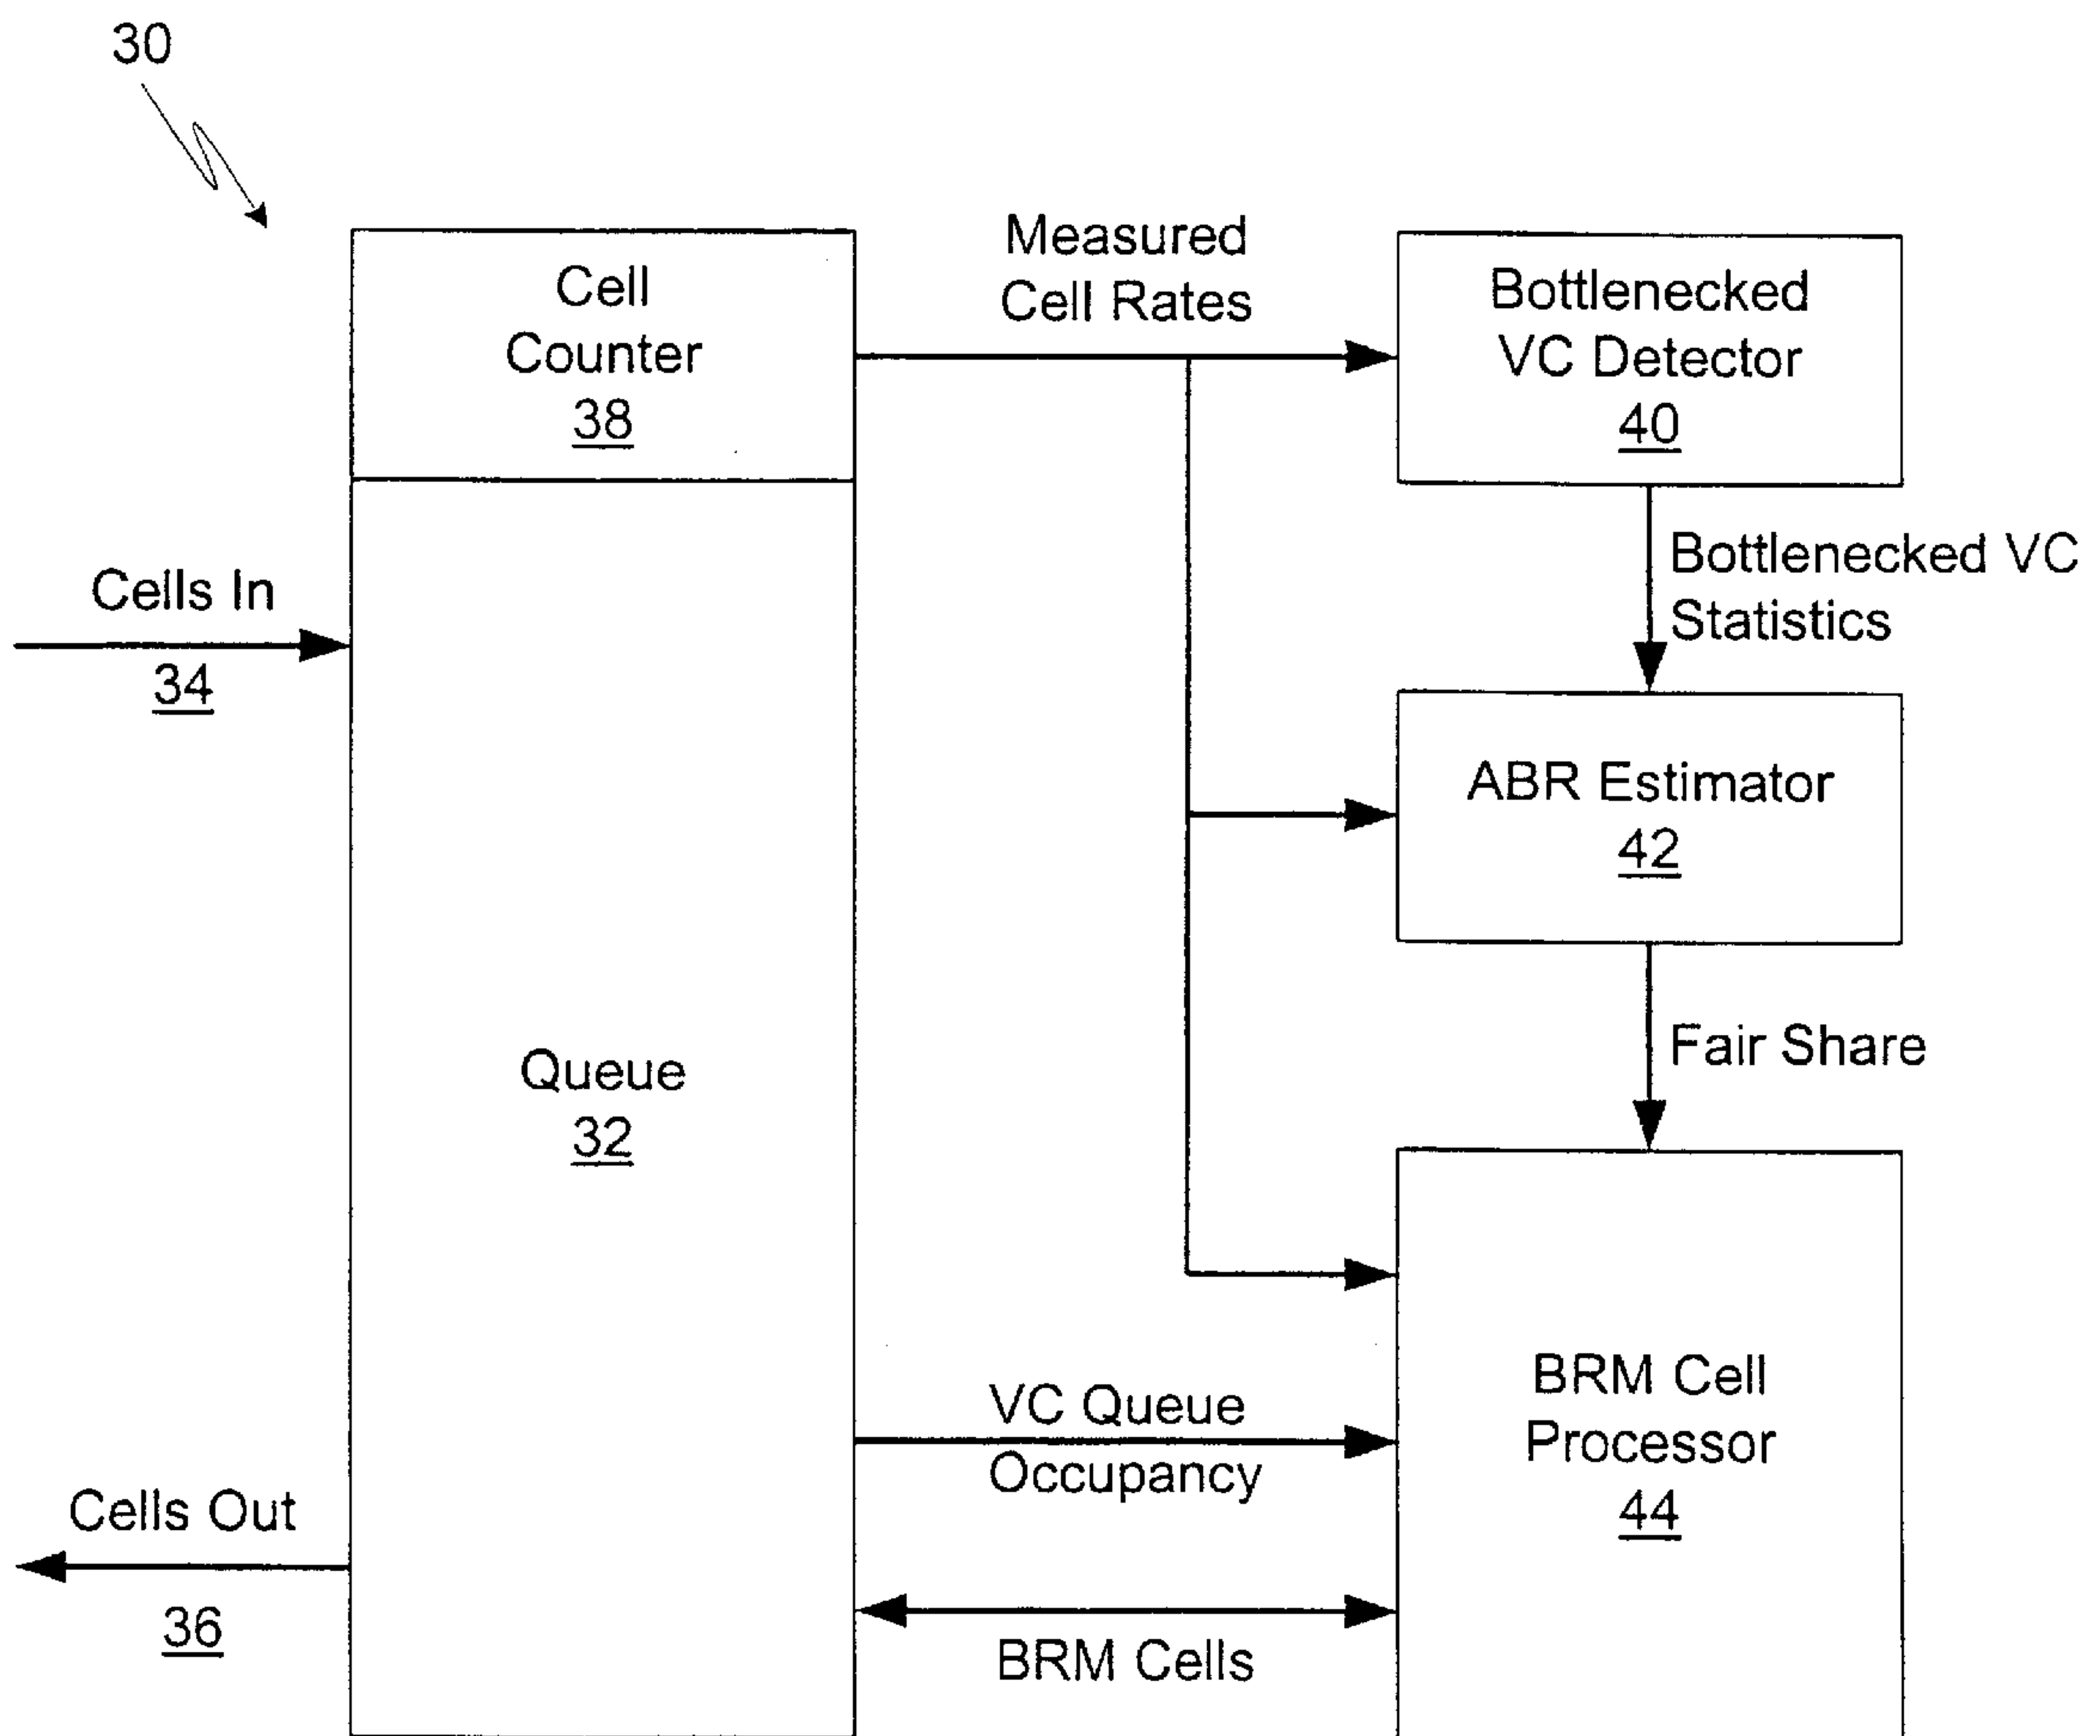 30
Cell
Counter
38
Measured
Cell Rates
Bottlenecked
VC Detector
40
Bottlenecked VC
Statistics
Cells In
34
ABR Estimator
42
Fair Share
Queue
32
VC Queue
Occupancy
BRM Cell
Processor
44
Cells Out
36
BRM Cells